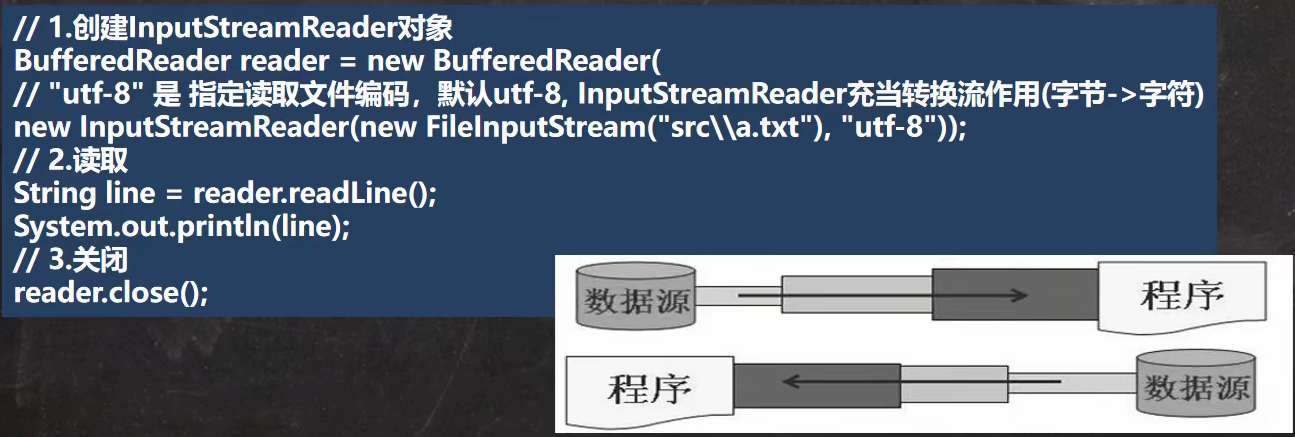 // 1.创建InputStreamReader对象
BufferedReader reader = new BufferedReader(
// "utf-8" 是 指定读取文件编码，默认utf-8, InputStreamReader充当转换流作用(字节->字符)
new InputStreamReader(new FileInputStream("src\\a.txt"), "utf-8"));
// 2.读取
String line = reader.readLine();
System.out.println(line);
// 3.关闭
reader.close();
数据源
程序
程序
数据源